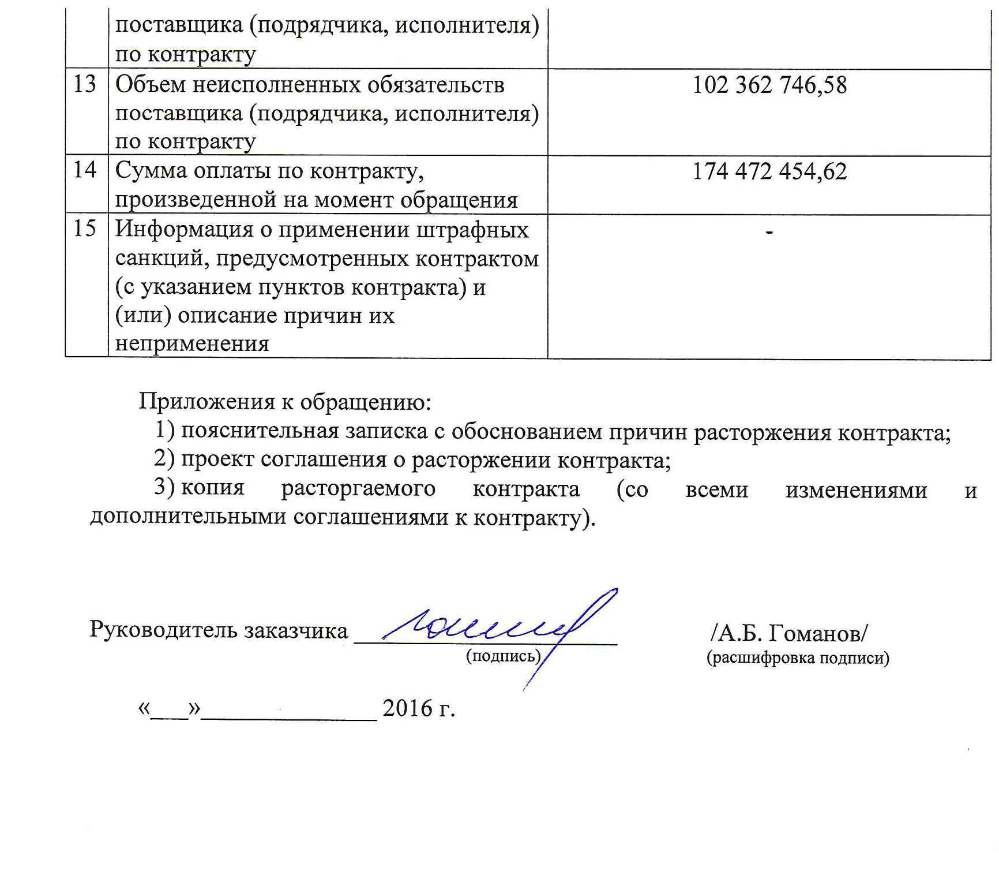 поставщика (подрядчика, исполнителя)
по контракту
13 Объем неисполненных обязательств 102 362 746,58
поставщика (подрядчика, исполнителя)
по контракту
14 Сумма оплаты по контракту, 174 472 454,62
произведенной на момент обращения
15 Информация о применении штрафных -
санкций, предусмотренных контрактом
(с указанием пунктов контракта) и
(или) описание причин их
неприменения
Приложения к обращению:
1) пояснительная записка с обоснованием причин расторжения контракта;
2) проект соглашения о расторжении контракта;
3) копия расторгаемого контракта (со всеми изменениями и
дополнительными соглашениями к контракту).
Руководитель заказчика ____________________ /А.Б. Гоманов/
(подпись) (расшифровка подписи)
«___»______________ 2016 г.